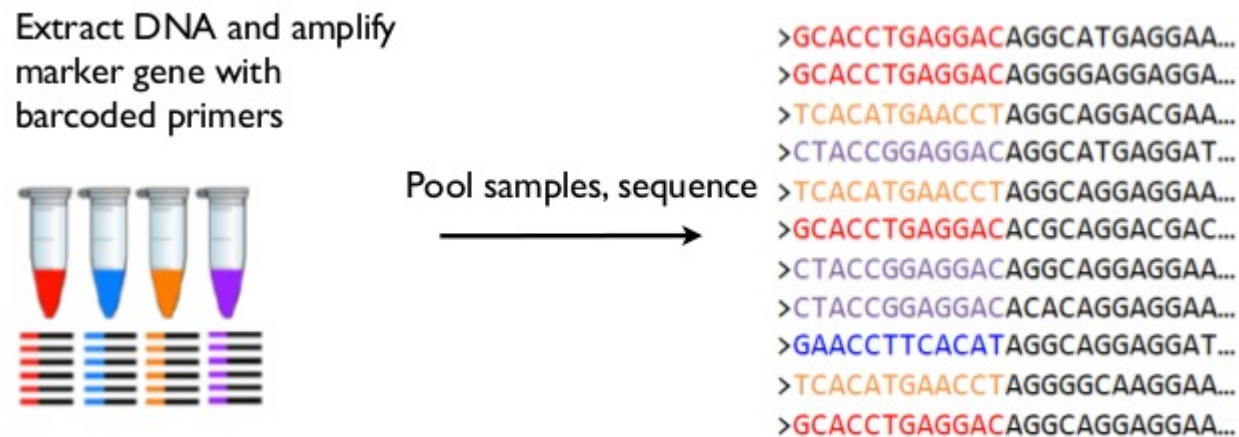 Extract DNA and amplify
marker gene with
barcoded primers
Pool samples, sequence
>GCACCTGAGGACAGGCATGAGGAA...
>GCACCTGAGGACAGGGGAGGAGGA...
>TCACATGAACCTAGGCAGGACGAA...
>CTACCGGAGGACAGGCATGAGGAT...
>TCACATGAACCTAGGCAGGAGGAA...
>GCACCTGAGGACACGCAGGACGAC...
>CTACCGGAGGACAGGCAGGAGGAA...
>CTACCGGAGGACACACAGGAGGAA...
>GAACCTTCACATAGGCAGGAGGAT...
>TCACATGAACCTAGGGGCAAGGAA...
>GCACCTGAGGACAGGCAGGAGGAA...